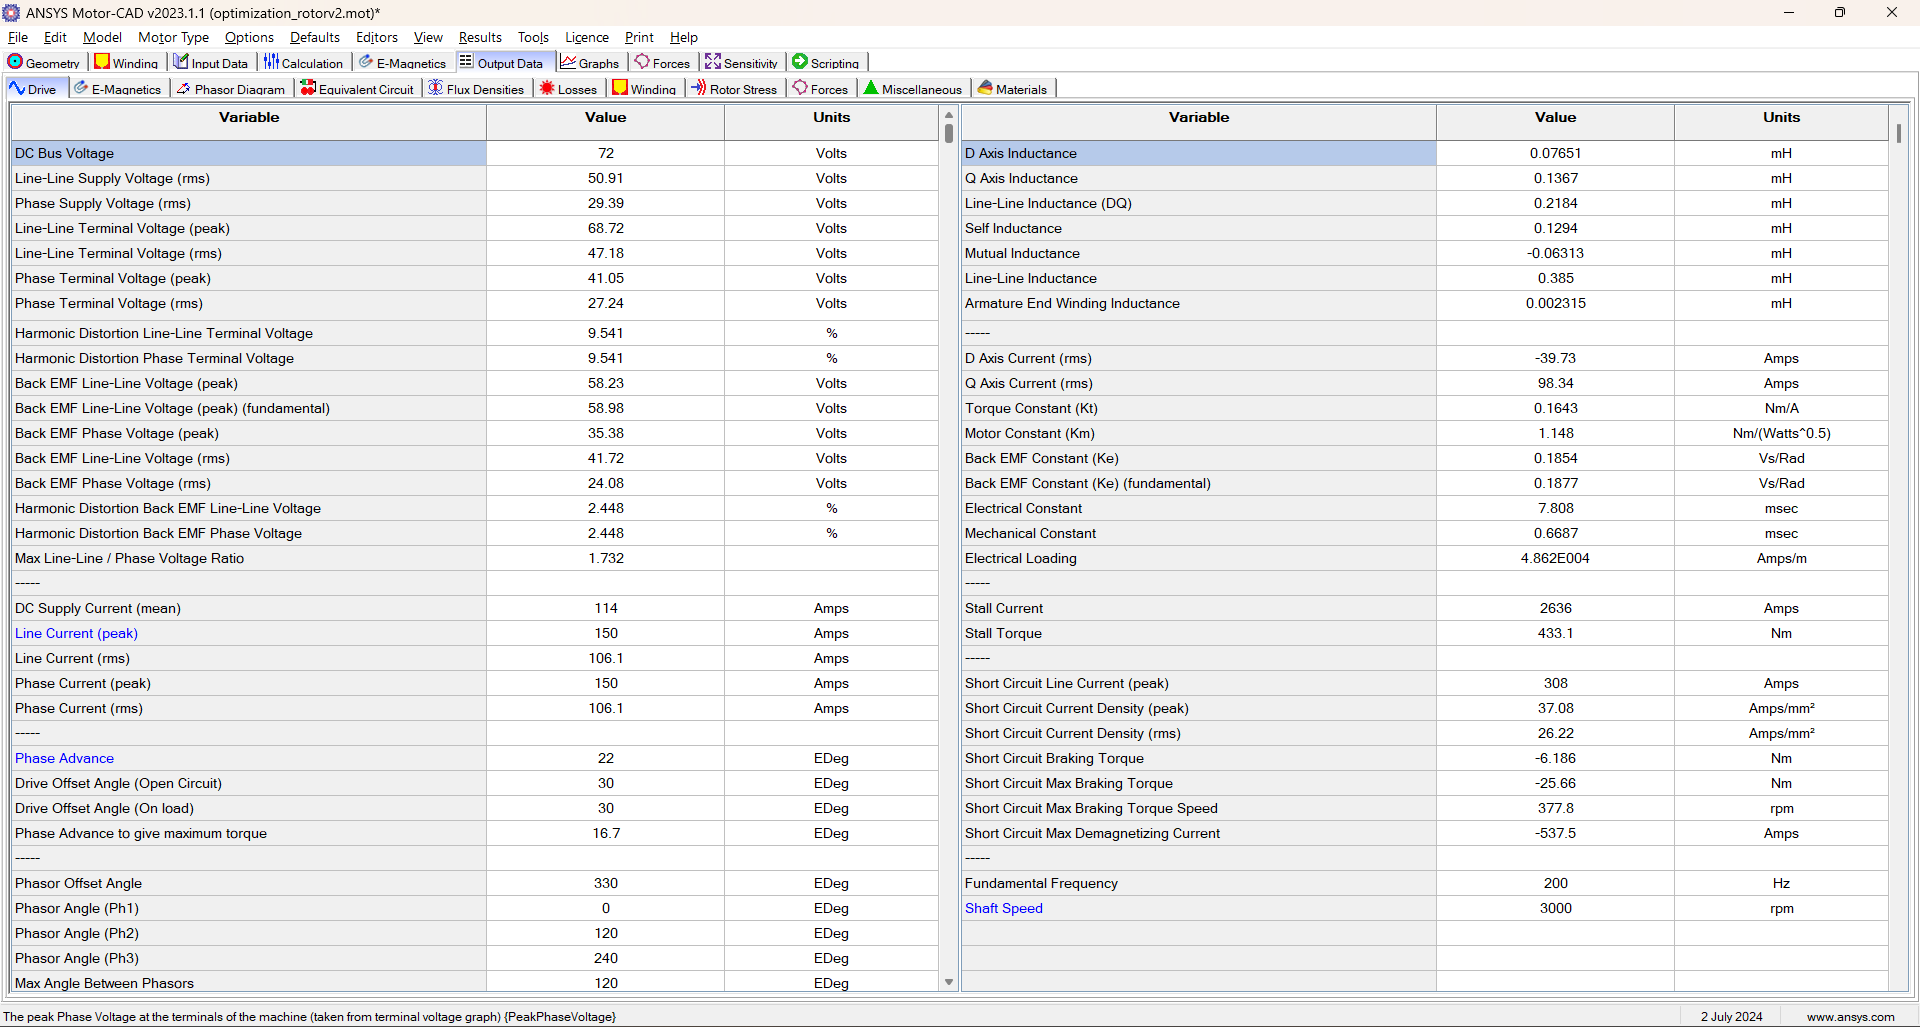 ANSYS Motor-CAD v2023.1.1 (optimization_rotorv2.mot)*
File Edit Model Motor Type Options Defaults Editors View Results Tools Licence Print Help
Geometry Winding Input Data Calculation E-Magnetics Output Data Graphs Forces Sensitivity Scripting
Drive E-Magnetics Phasor Diagram Equivalent Circuit Flux Densities Losses Winding Rotor Stress Forces Miscellaneous Materials
Variable Value Units
DC Bus Voltage 72 Volts
Line-Line Supply Voltage (rms) 50.91 Volts
Phase Supply Voltage (rms) 29.39 Volts
Line-Line Terminal Voltage (peak) 68.72 Volts
Line-Line Terminal Voltage (rms) 47.18 Volts
Phase Terminal Voltage (peak) 41.05 Volts
Phase Terminal Voltage (rms) 27.24 Volts
Harmonic Distortion Line-Line Terminal Voltage 9.541 %
Harmonic Distortion Phase Terminal Voltage 9.541 %
Back EMF Line-Line Voltage (peak) 58.23 Volts
Back EMF Line-Line Voltage (peak) (fundamental) 58.98 Volts
Back EMF Phase Voltage (peak) 35.38 Volts
Back EMF Line-Line Voltage (rms) 41.72 Volts
Back EMF Phase Voltage (rms) 24.08 Volts
Harmonic Distortion Back EMF Line-Line Voltage 2.448 %
Harmonic Distortion Back EMF Phase Voltage 2.448 %
Max Line-Line / Phase Voltage Ratio 1.732
-----
DC Supply Current (mean) 114 Amps
Line Current (peak) 150 Amps
Line Current (rms) 106.1 Amps
Phase Current (peak) 150 Amps
Phase Current (rms) 106.1 Amps
-----
Phase Advance 22 EDeg
Drive Offset Angle (Open Circuit) 30 EDeg
Drive Offset Angle (On load) 30 EDeg
Phase Advance to give maximum torque 16.7 EDeg
-----
Phasor Offset Angle 330 EDeg
Phasor Angle (Ph1) 0 EDeg
Phasor Angle (Ph2) 120 EDeg
Phasor Angle (Ph3) 240 EDeg
Max Angle Between Phasors 120 EDeg
Variable Value Units
D Axis Inductance 0.07651 mH
Q Axis Inductance 0.1367 mH
Line-Line Inductance (DQ) 0.2184 mH
Self Inductance 0.1294 mH
Mutual Inductance -0.06313 mH
Line-Line Inductance 0.385 mH
Armature End Winding Inductance 0.002315 mH
-----
D Axis Current (rms) -39.73 Amps
Q Axis Current (rms) 98.34 Amps
Torque Constant (Kt) 0.1643 Nm/A
Motor Constant (Km) 1.148 Nm/(Watts^0.5)
Back EMF Constant (Ke) 0.1854 Vs/Rad
Back EMF Constant (Ke) (fundamental) 0.1877 Vs/Rad
Electrical Constant 7.808 msec
Mechanical Constant 0.6687 msec
Electrical Loading 4.862E004 Amps/m
-----
Stall Current 2636 Amps
Stall Torque 433.1 Nm
-----
Short Circuit Line Current (peak) 308 Amps
Short Circuit Current Density (peak) 37.08 Amps/mm²
Short Circuit Current Density (rms) 26.22 Amps/mm²
Short Circuit Braking Torque -6.186 Nm
Short Circuit Max Braking Torque -25.66 Nm
Short Circuit Max Braking Torque Speed 377.8 rpm
Short Circuit Max Demagnetizing Current -537.5 Amps
-----
Fundamental Frequency 200 Hz
Shaft Speed 3000 rpm
The peak Phase Voltage at the terminals of the machine (taken from terminal voltage graph) {PeakPhaseVoltage} 2 July 2024 www.ansys.com